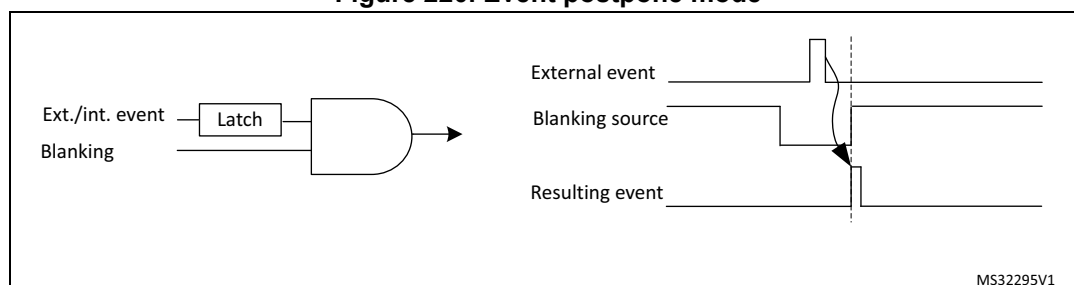 Figure 220. Event postpone mode
External event
Ext./int. event
Latch
Blanking source
Blanking
Resulting event
MS32295V1